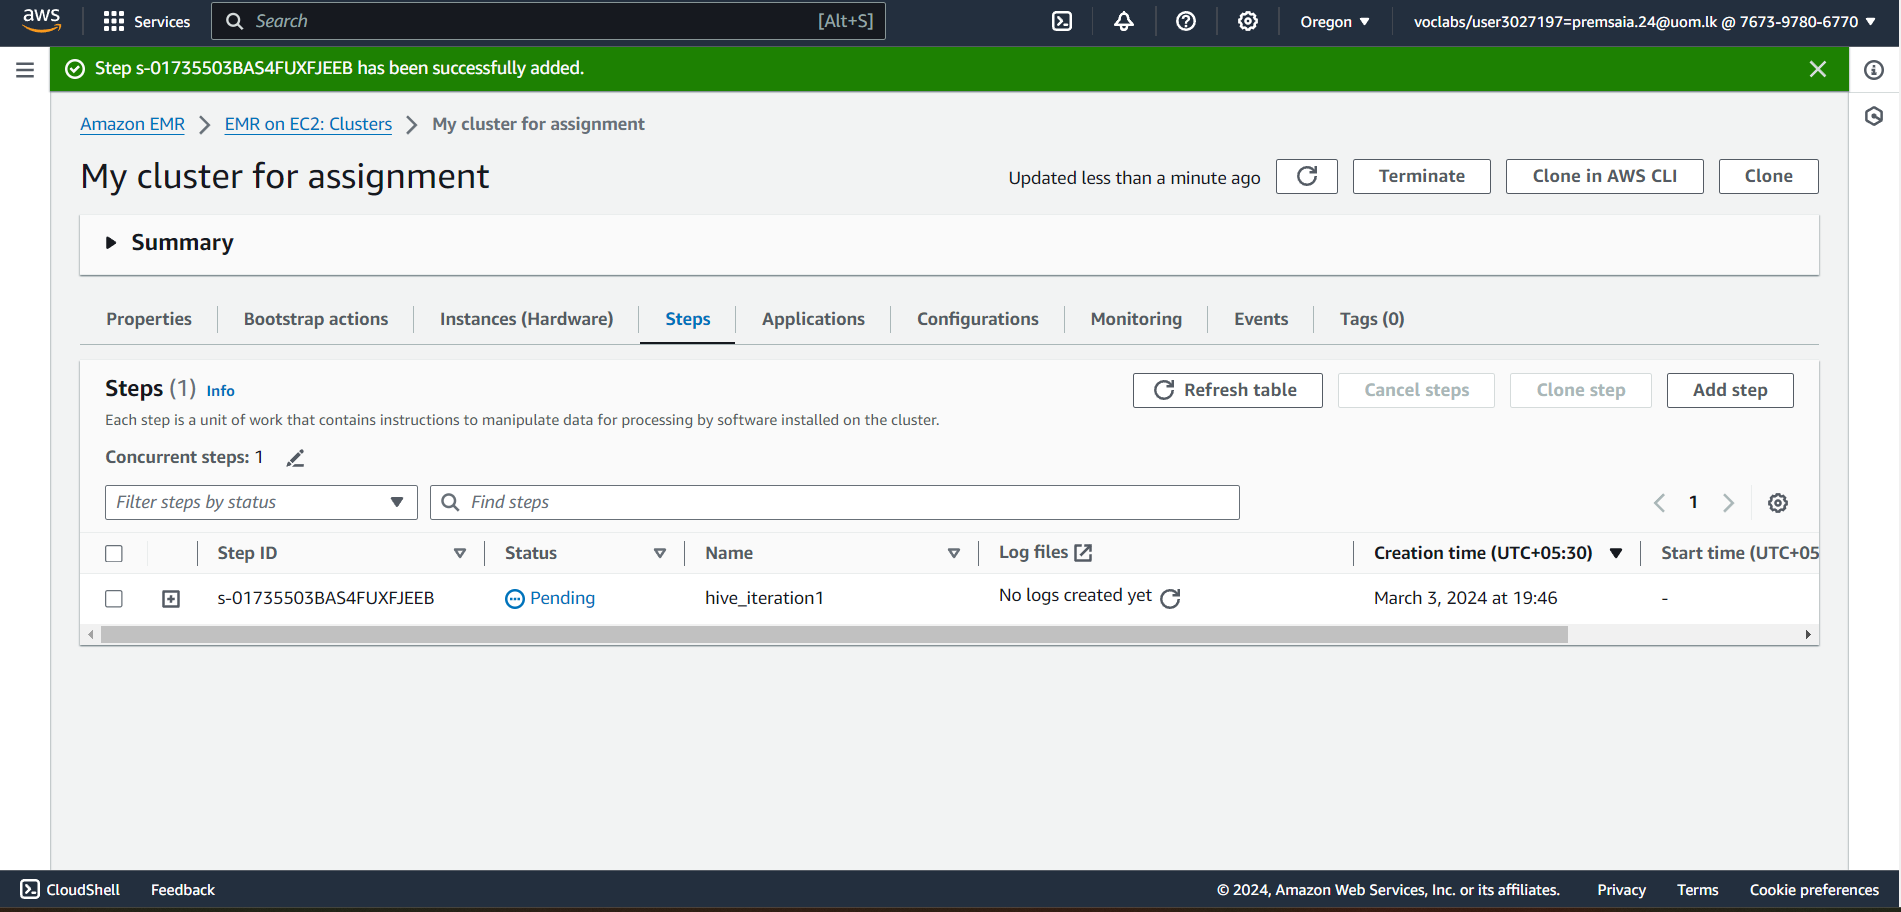 aws Services Search [Alt+S] Oregon voclabs/user3027197=premsaia.24@uom.lk @ 7673-9780-6770
Step s-01735503BAS4FUXFJEEB has been successfully added.
Amazon EMR > EMR on EC2: Clusters > My cluster for assignment
My cluster for assignment
Updated less than a minute ago Terminate Clone in AWS CLI Clone
Summary
Properties Bootstrap actions Instances (Hardware) Steps Applications Configurations Monitoring Events Tags (0)
Steps (1) Info Refresh table Cancel steps Clone step Add step
Each step is a unit of work that contains instructions to manipulate data for processing by software installed on the cluster.
Concurrent steps: 1
Filter steps by status Find steps 1
Step ID Status Name Log files Creation time (UTC+05:30) Start time (UTC+05
s-01735503BAS4FUXFJEEB Pending hive_iteration1 No logs created yet March 3, 2024 at 19:46 -
CloudShell Feedback © 2024, Amazon Web Services, Inc. or its affiliates. Privacy Terms Cookie preferences